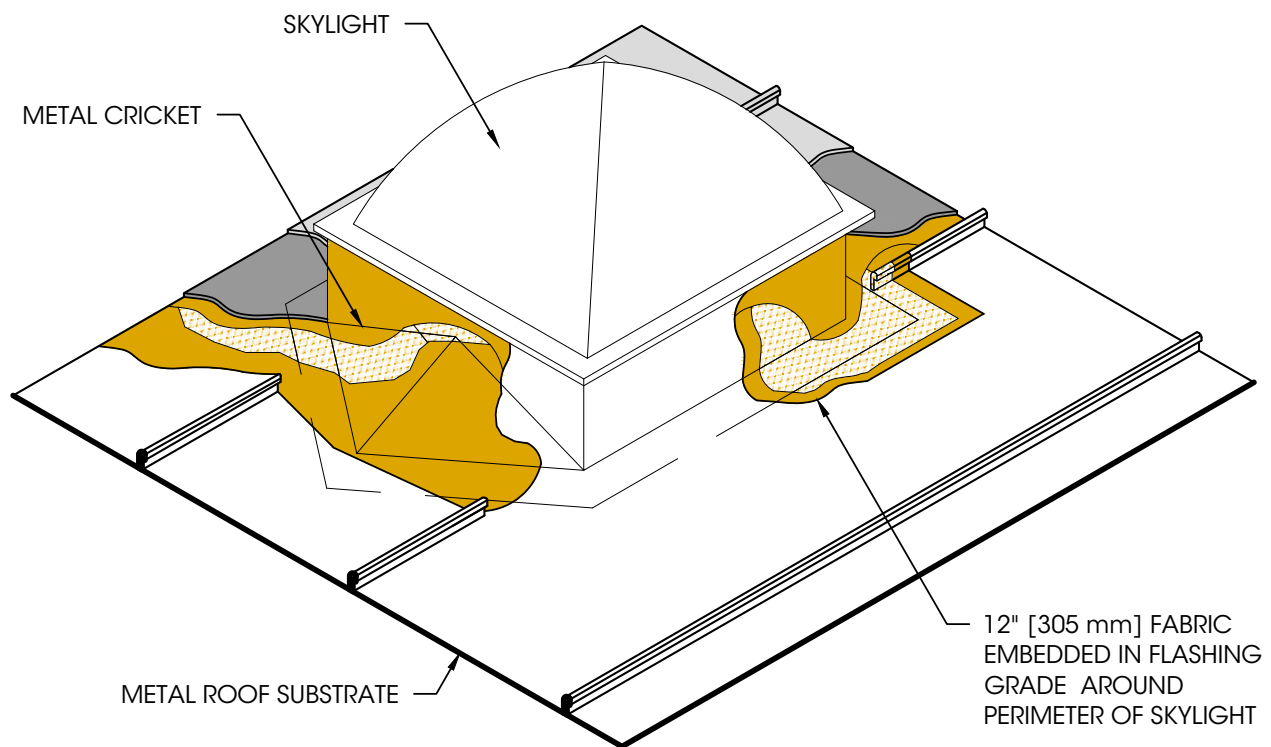 SKYLIGHT
METAL CRICKET
METAL ROOF SUBSTRATE
12" [305 mm] FABRIC
EMBEDDED IN FLASHING
GRADE AROUND
PERIMETER OF SKYLIGHT